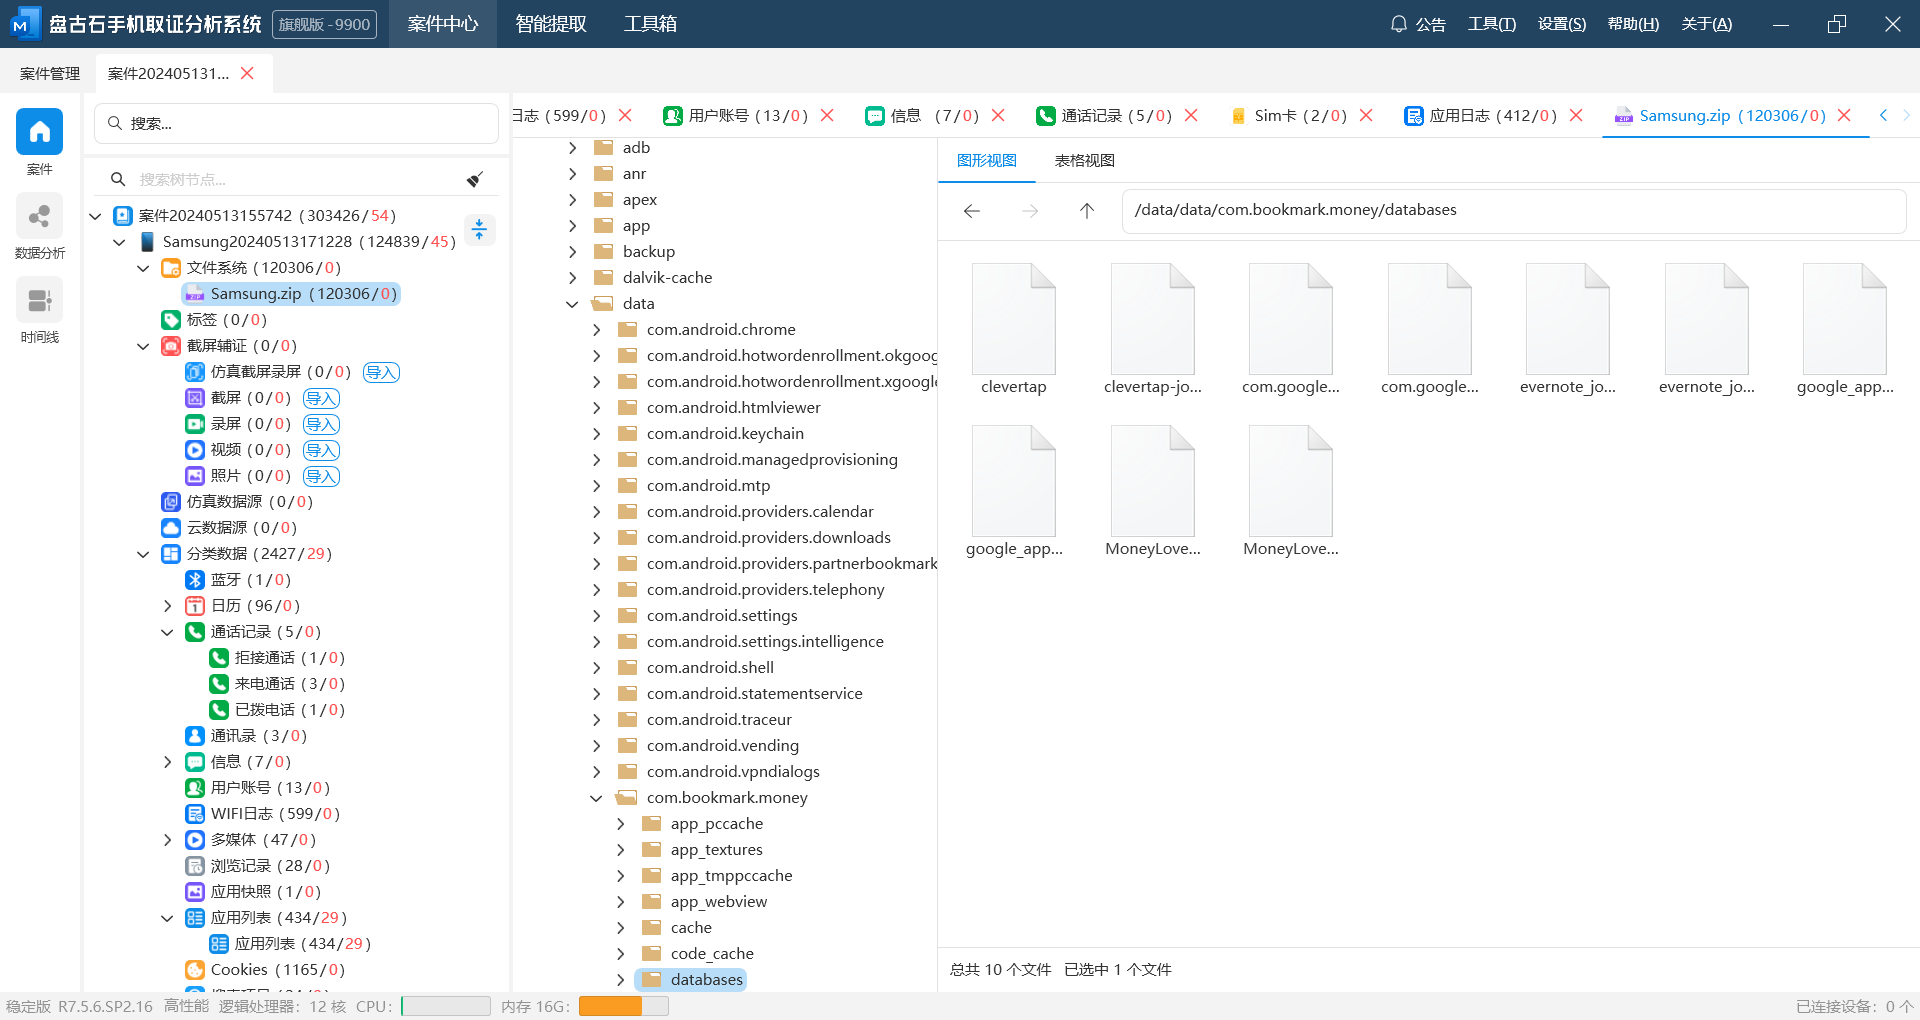 盘古石手机取证分析系统 旗舰版 - 9900 案件中心 智能提取 工具箱 公告 工具(T) 设置(S) 帮助(H) 关于(A)
案件管理 案件202405131...
案件
数据分析
时间线
搜索...
搜索树节点...
案件20240513155742 (303426/54)
Samsung20240513171228 (124839/45)
文件系统 (120306/0)
Samsung.zip (120306/0)
标签 (0/0)
截屏辅证 (0/0)
仿真截屏录屏 (0/0) 导入
截屏 (0/0) 导入
录屏 (0/0) 导入
视频 (0/0) 导入
照片 (0/0) 导入
仿真数据源 (0/0)
云数据源 (0/0)
分类数据 (2427/29)
蓝牙 (1/0)
日历 (96/0)
通话记录 (5/0)
拒接通话 (1/0)
来电通话 (3/0)
已拨电话 (1/0)
通讯录 (3/0)
信息 (7/0)
用户账号 (13/0)
WIFI日志 (599/0)
多媒体 (47/0)
浏览记录 (28/0)
应用快照 (1/0)
应用列表 (434/29)
应用列表 (434/29)
Cookies (1165/0)
日志 (599/0) 用户账号 (13/0) 信息 (7/0) 通话记录 (5/0) Sim卡 (2/0) 应用日志 (412/0) Samsung.zip (120306/0)
adb
anr
apex
app
backup
dalvik-cache
data
com.android.chrome
com.android.hotwordenrollment.okgoog
com.android.hotwordenrollment.xgoogle
com.android.htmlviewer
com.android.keychain
com.android.managedprovisioning
com.android.mtp
com.android.providers.calendar
com.android.providers.downloads
com.android.providers.partnerbookmark
com.android.providers.telephony
com.android.settings
com.android.settings.intelligence
com.android.shell
com.android.statementservice
com.android.traceur
com.android.vending
com.android.vpndialogs
com.bookmark.money
app_pccache
app_textures
app_tmppccache
app_webview
cache
code_cache
databases
图形视图 表格视图
/data/data/com.bookmark.money/databases
clevertap clevertap-jo... com.google... com.google... evernote_jo... evernote_jo... google_app...
google_app... MoneyLove... MoneyLove...
总共 10 个文件 已选中 1 个文件
稳定版 R7.5.6.SP2.16 高性能 逻辑处理器: 12 核 CPU: 内存 16G: 已连接设备: 0 个